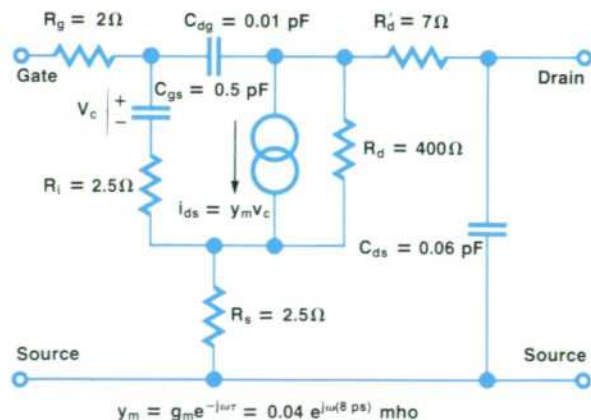 R_g = 2Ω
C_dg = 0.01 pF
R_d′ = 7Ω
Gate
Drain
C_gs = 0.5 pF
V_c
+
−
R_i = 2.5Ω
i_ds = y_m v_c
R_d = 400Ω
C_ds = 0.06 pF
R_s = 2.5Ω
Source
Source
y_m = g_m e^{−jωτ} = 0.04 e^{jω(8 ps)} mho